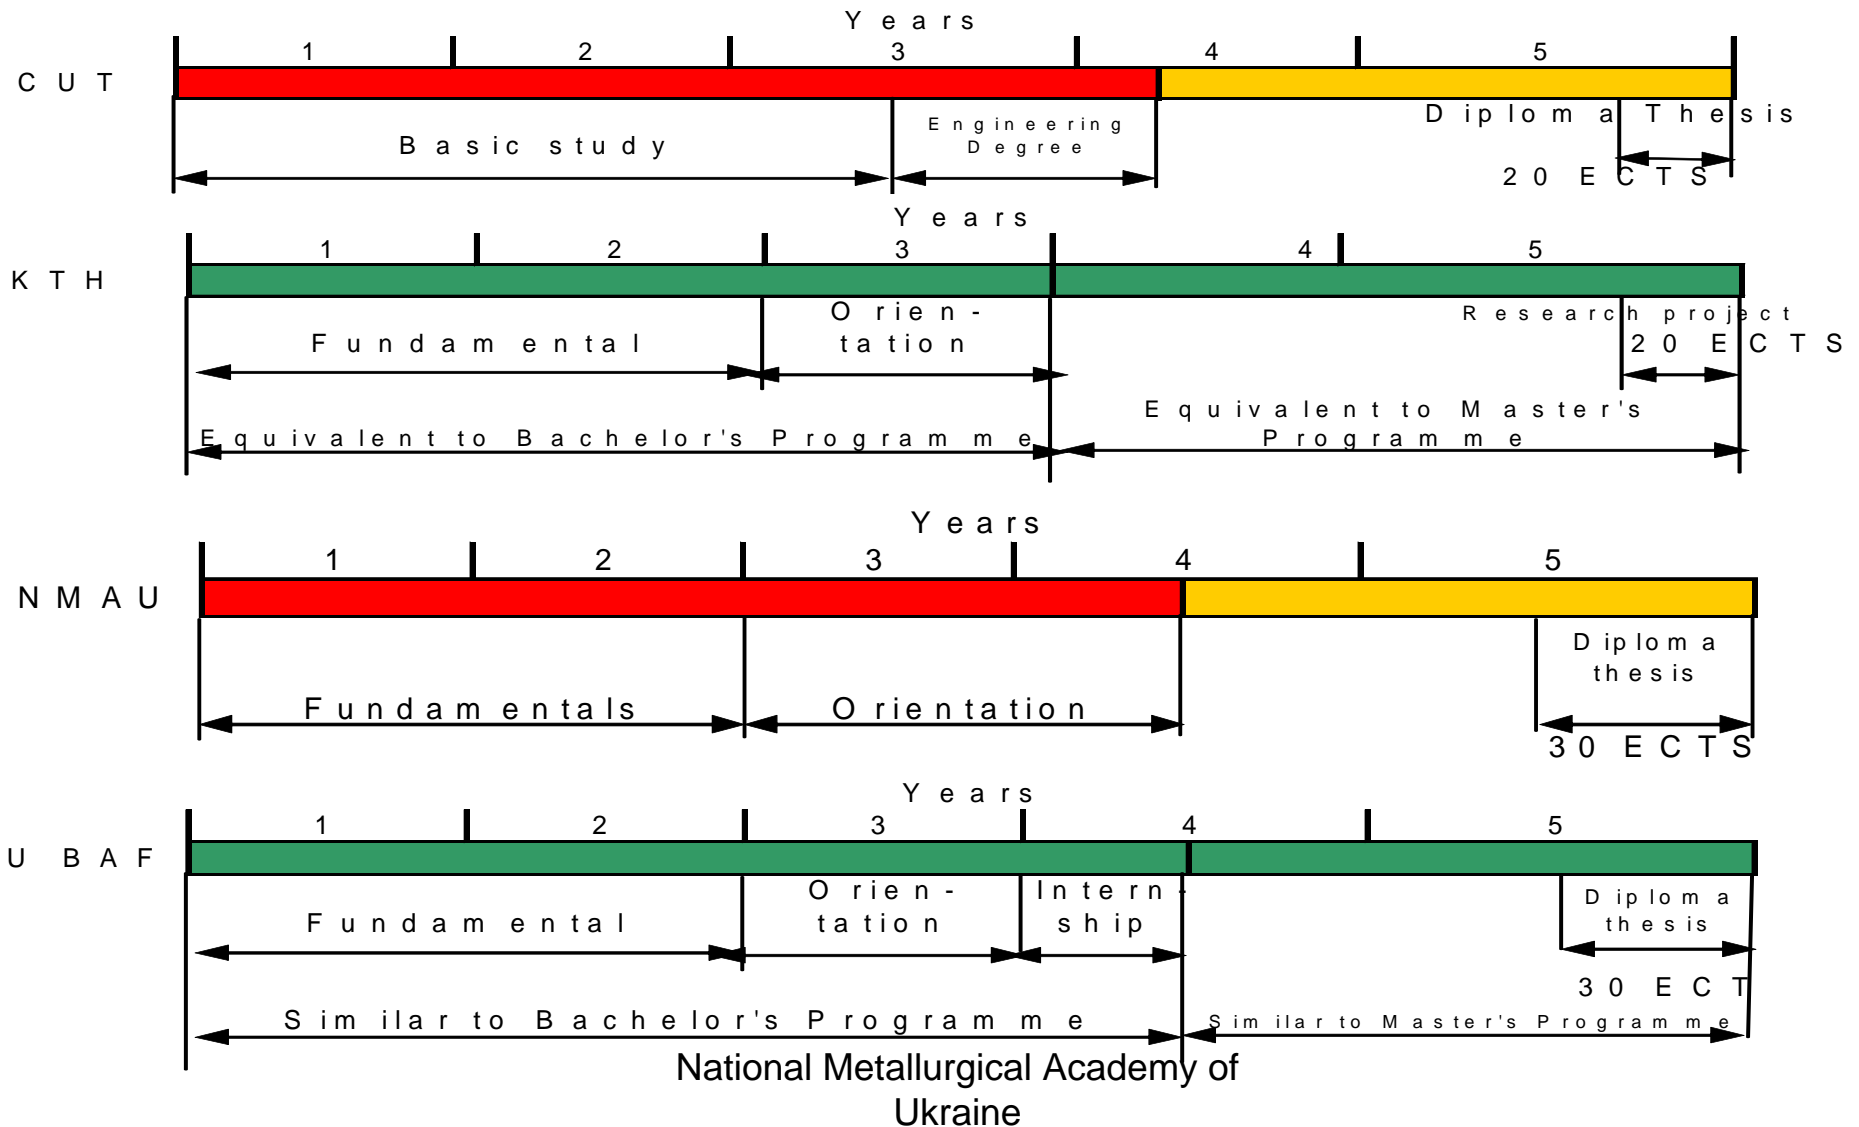 Years
1 2 3 4 5
CUT
Basic study
Engineering
Degree
Diploma Thesis
20 ECTS
Years
1 2 3 4 5
KTH
Fundamental
Orien-
tation
Research project
20 ECTS
Equivalent to Bachelor's Programme
Equivalent to Master's
Programme
Years
1 2 3 4 5
NMAU
Fundamentals
Orientation
Diploma
thesis
30 ECTS
Years
1 2 3 4 5
U BAF
Fundamental
Orien-
tation
Intern-
ship
Diploma
thesis
30 ECT
Similar to Bachelor's Programme
Similar to Master's Programme
National Metallurgical Academy of
Ukraine